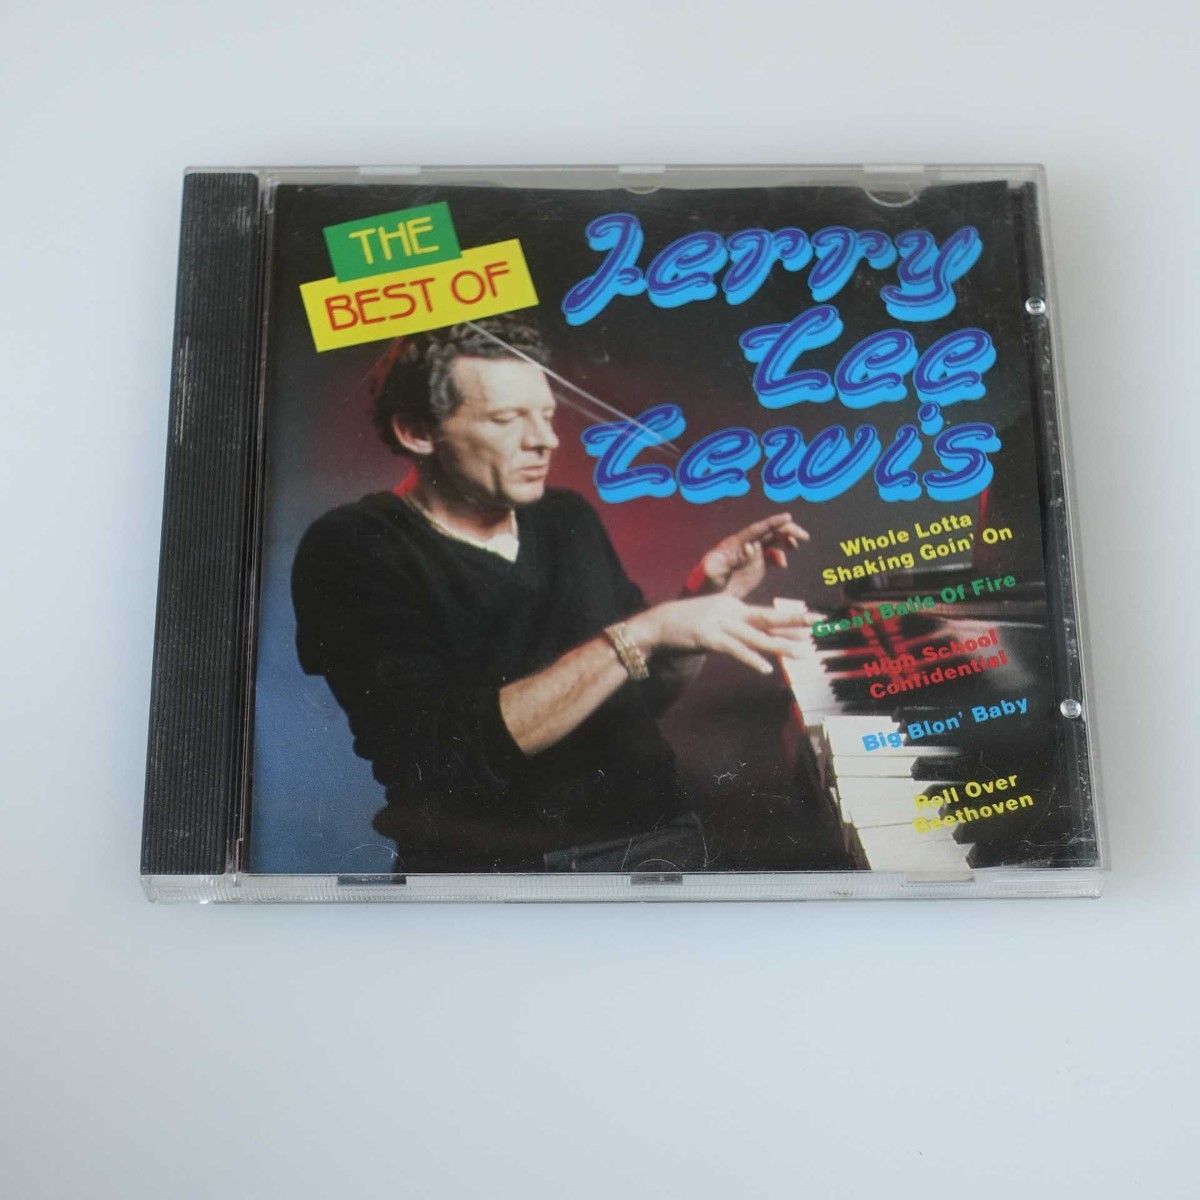 THE
BEST OF
Jerry
Lee
Lewis
Whole Lotta
Shaking Goin' On
Great Balls Of Fire
High School
Confidential
Big Blon' Baby
Roll Over
Beethoven